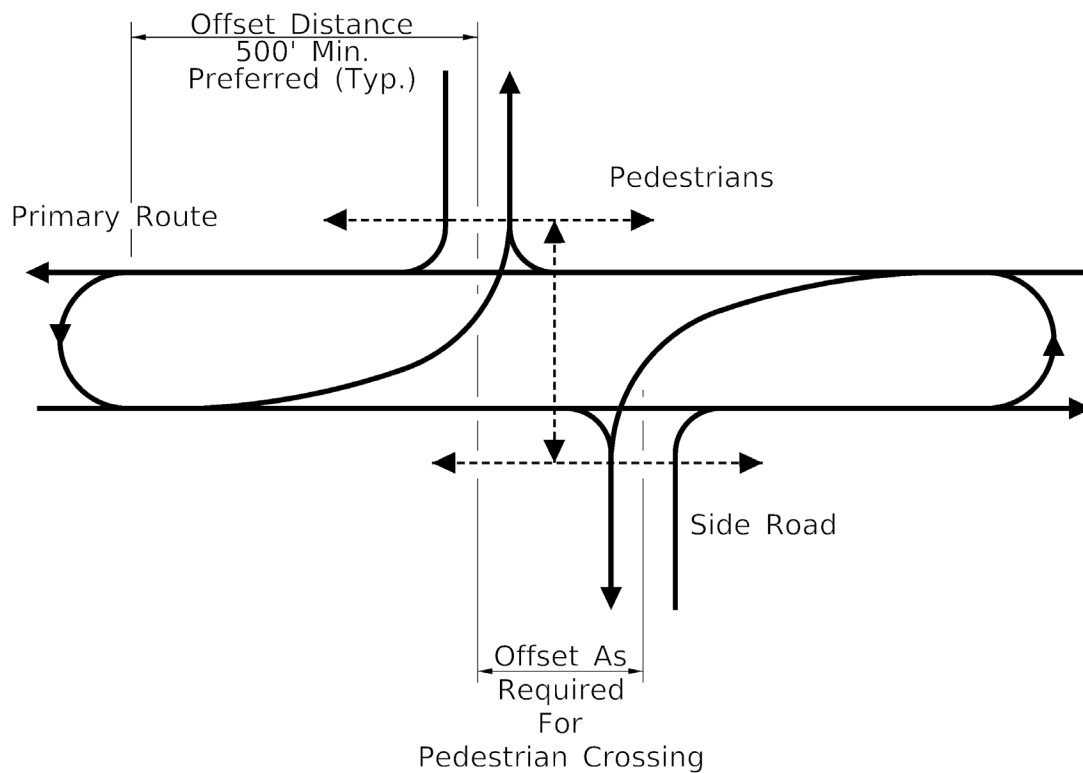 Offset Distance
500' Min.
Preferred (Typ.)
Pedestrians
Primary Route
Side Road
Offset As
Required
For
Pedestrian Crossing